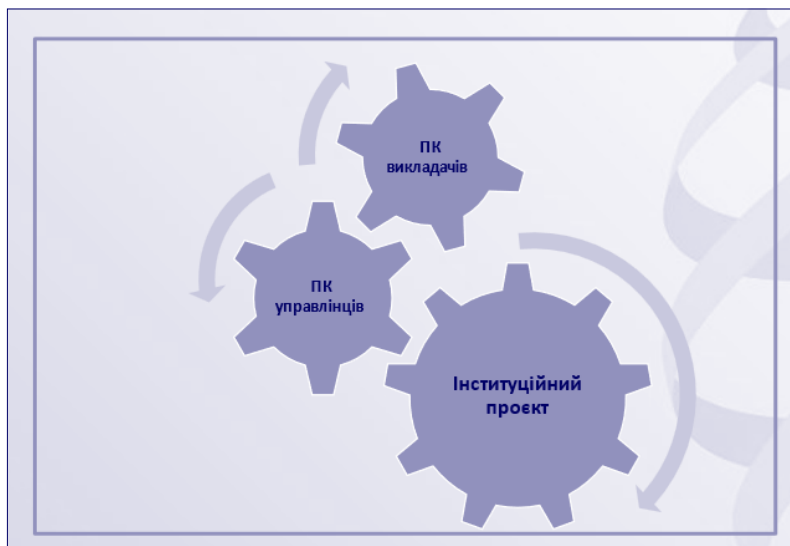 ПК
викладачів
ПК
управлінців
Інституційний
проєкт